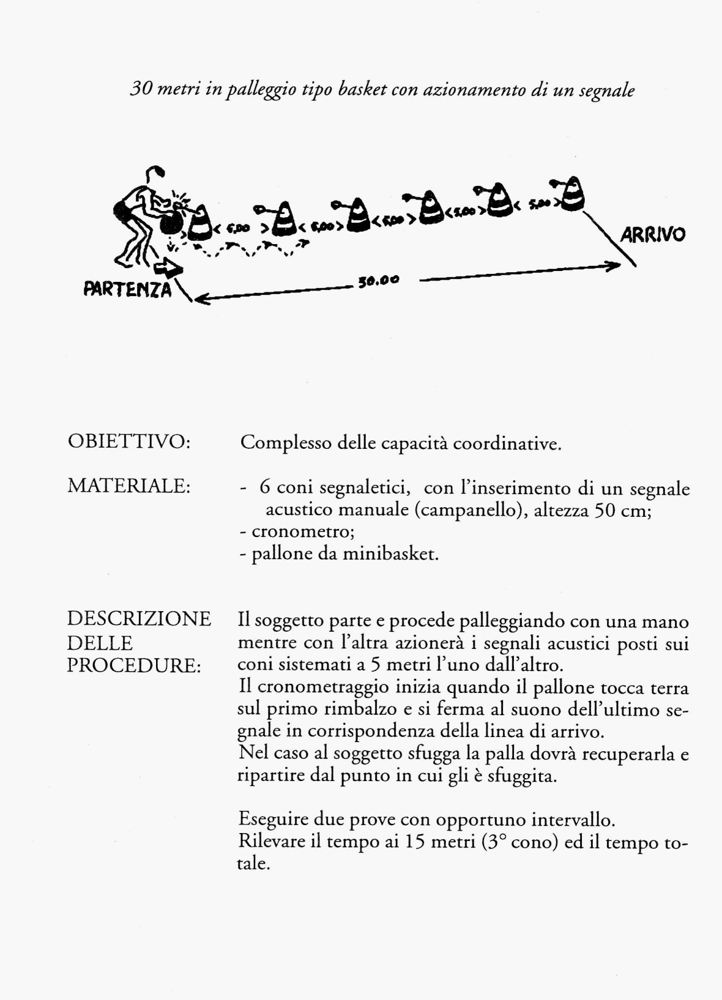 30 metri in palleggio tipo basket con azionamento di un segnale
< 5,00 > < 5,00 > < 5,00 > < 5,00 > < 5,00 >
ARRIVO
30.00
PARTENZA
OBIETTIVO: Complesso delle capacità coordinative.
MATERIALE: - 6 coni segnaletici, con l'inserimento di un segnale
acustico manuale (campanello), altezza 50 cm;
- cronometro;
- pallone da minibasket.
DESCRIZIONE Il soggetto parte e procede palleggiando con una mano
DELLE mentre con l'altra azionerà i segnali acustici posti sui
PROCEDURE: coni sistemati a 5 metri l'uno dall'altro.
Il cronometraggio inizia quando il pallone tocca terra
sul primo rimbalzo e si ferma al suono dell'ultimo se-
gnale in corrispondenza della linea di arrivo.
Nel caso al soggetto sfugga la palla dovrà recuperarla e
ripartire dal punto in cui gli è sfuggita.
Eseguire due prove con opportuno intervallo.
Rilevare il tempo ai 15 metri (3° cono) ed il tempo to-
tale.